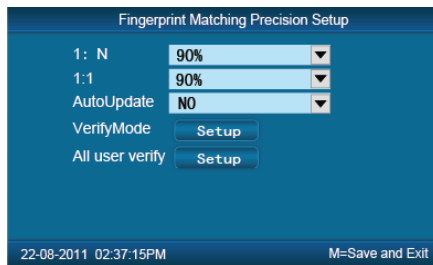 Fingerprint Matching Precision Setup
1: N 90%
1:1 90%
AutoUpdate NO
VerifyMode Setup
All user verify Setup
22-08-2011 02:37:15PM M=Save and Exit